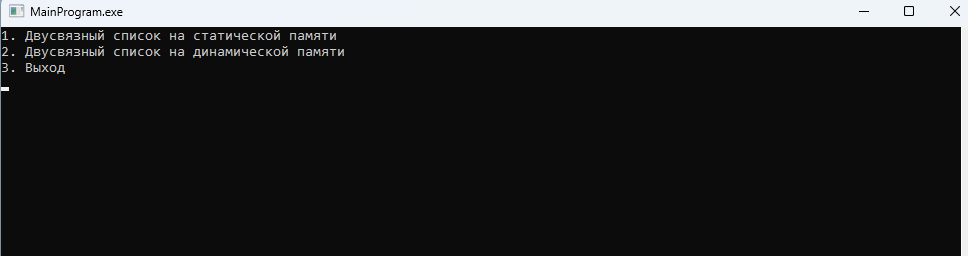 MainProgram.exe
1. Двусвязный список на статической памяти
2. Двусвязный список на динамической памяти
3. Выход